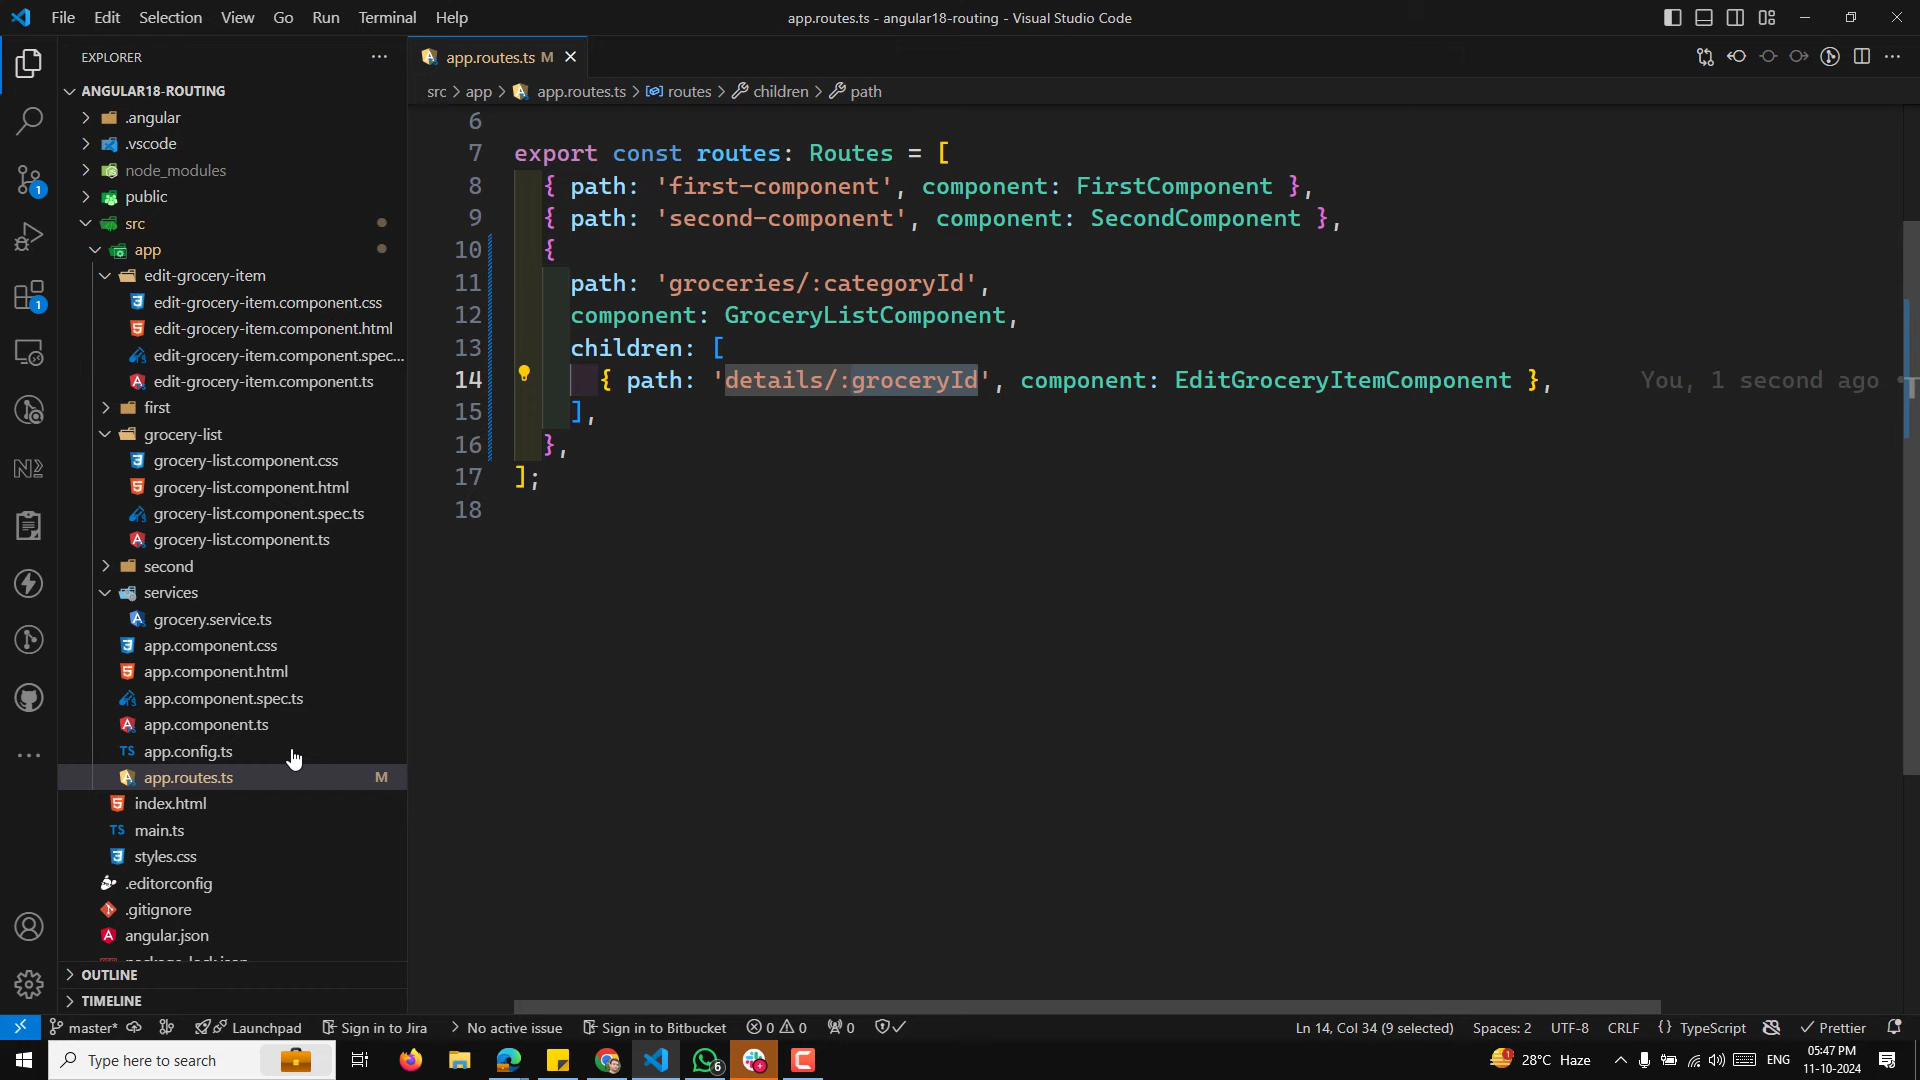 File Edit Selection View Go Run Terminal Help
app.routes.ts - angular18-routing - Visual Studio Code
EXPLORER
ANGULAR18-ROUTING
.angular
.vscode
node_modules
public
src
app
edit-grocery-item
edit-grocery-item.component.css
edit-grocery-item.component.html
edit-grocery-item.component.spec...
edit-grocery-item.component.ts
first
grocery-list
grocery-list.component.css
grocery-list.component.html
grocery-list.component.spec.ts
grocery-list.component.ts
second
services
grocery.service.ts
app.component.css
app.component.html
app.component.spec.ts
app.component.ts
TS app.config.ts
app.routes.ts M
index.html
TS main.ts
styles.css
.editorconfig
.gitignore
angular.json
OUTLINE
TIMELINE
1
1
app.routes.ts M
src > app > app.routes.ts > routes > children > path
6
7 export const routes: Routes = [
8 { path: 'first-component', component: FirstComponent },
9 { path: 'second-component', component: SecondComponent },
10 {
11 path: 'groceries/:categoryId',
12 component: GroceryListComponent,
13 children: [
14 { path: 'details/:groceryId', component: EditGroceryItemComponent }, You, 1 second ago •
15 ],
16 },
17 ];
18
master* Launchpad Sign in to Jira No active issue Sign in to Bitbucket 0 0 0 Ln 14, Col 34 (9 selected) Spaces: 2 UTF-8 CRLF {} TypeScript Prettier
Type here to search
6
1
28°C Haze
ENG
05:47 PM
11-10-2024